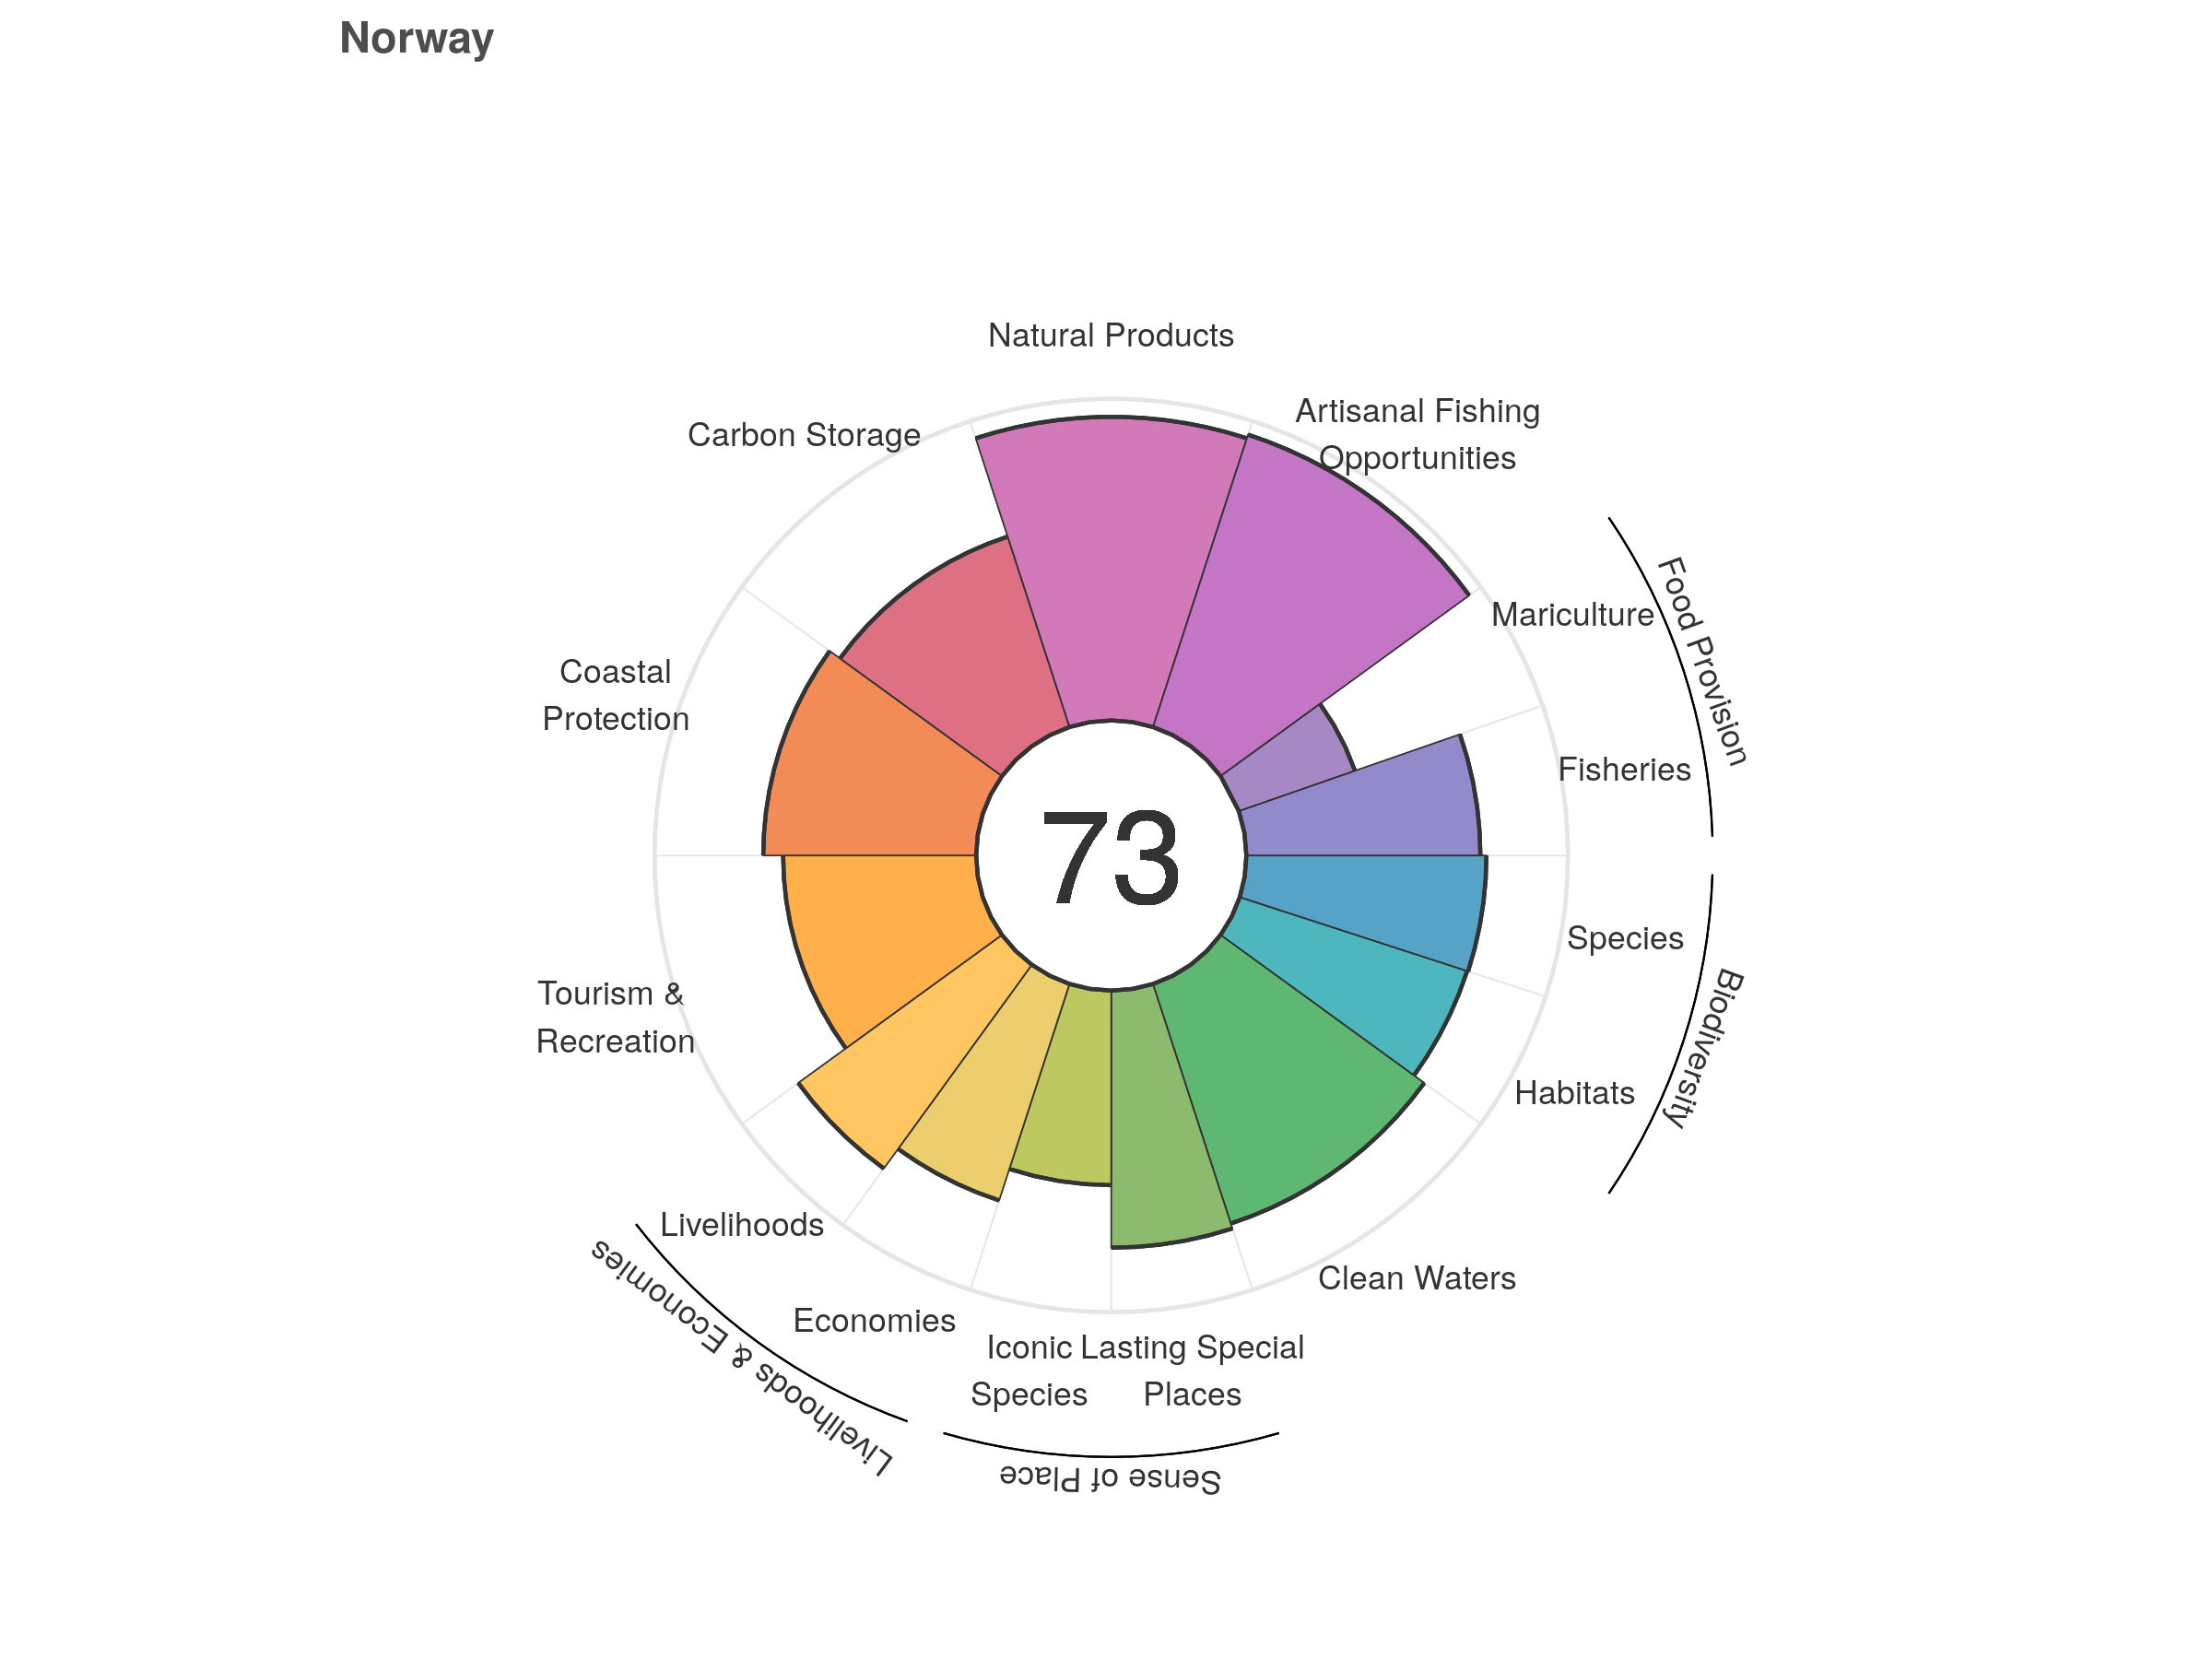 Norway
Natural Products
Artisanal Fishing
Opportunities
Carbon Storage
Mariculture
Food Provision
Coastal
Protection
Fisheries
73
Species
Biodiversity
Tourism &
Recreation
Habitats
Livelihoods
Clean Waters
Economies
Livelihoods & Economies
Iconic
Species
Lasting Special
Places
Sense of Place